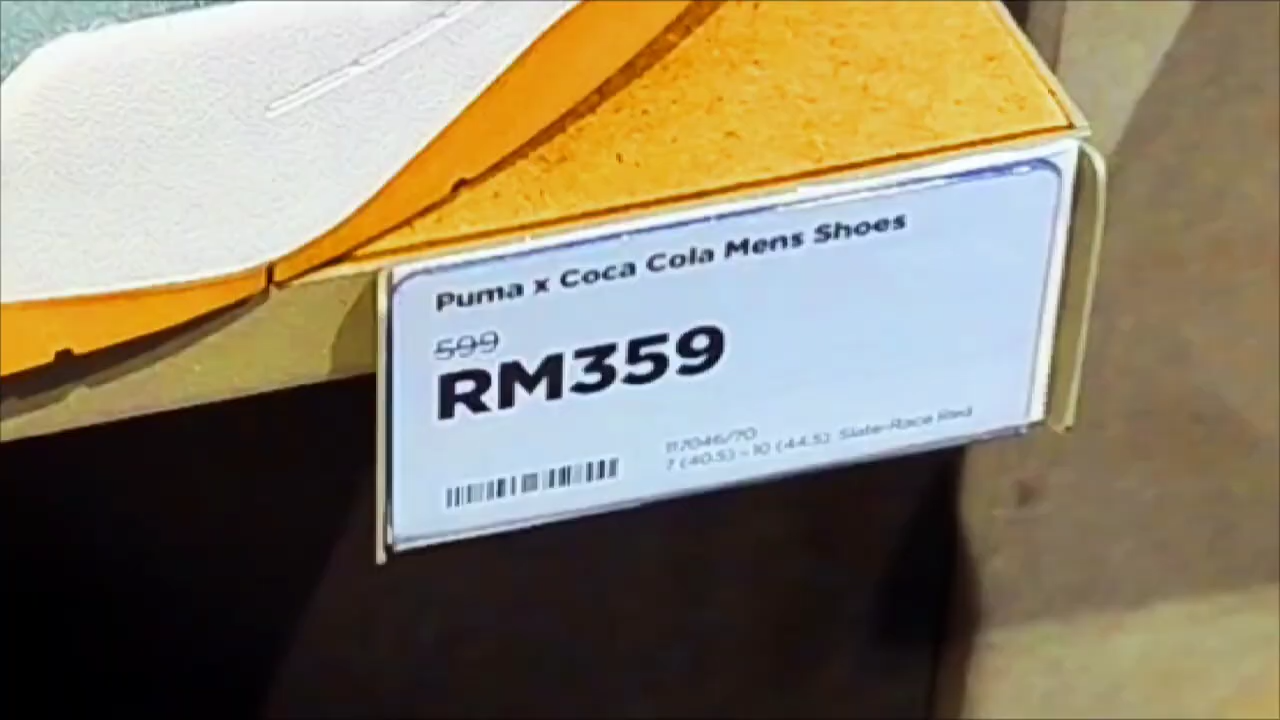 Puma x Coca Cola Mens Shoes
599
RM359
117046/70
7 (40.5) - 10 (44.5): Slate-Race Red